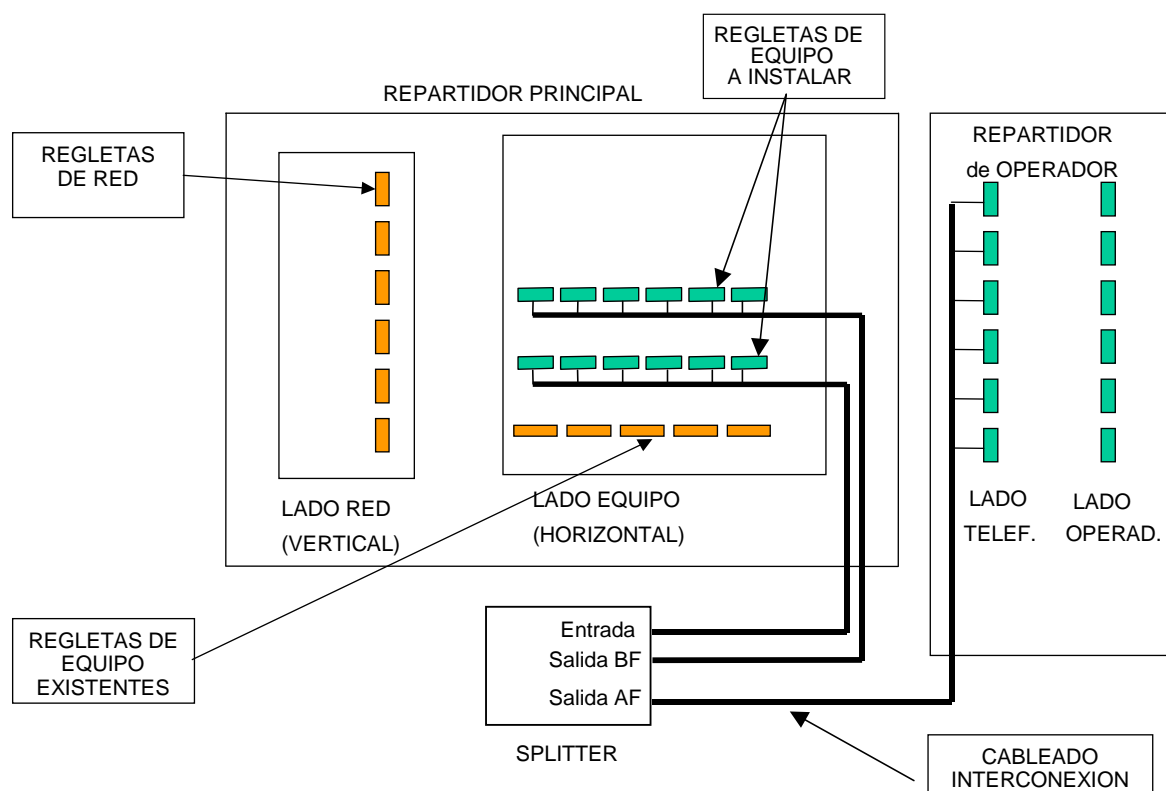 REGLETAS DE
EQUIPO
A INSTALAR
REPARTIDOR PRINCIPAL
REGLETAS
DE RED
REPARTIDOR
de OPERADOR
LADO RED
(VERTICAL)
LADO EQUIPO
(HORIZONTAL)
LADO
TELEF.
LADO
OPERAD.
REGLETAS DE
EQUIPO
EXISTENTES
Entrada
Salida BF
Salida AF
SPLITTER
CABLEADO
INTERCONEXION